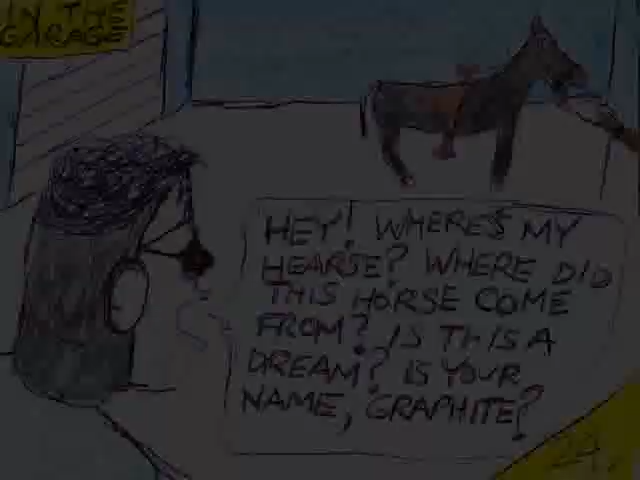 IN THE
GARAGE
HEY! WHERE'S MY
HEARSE? WHERE DID
THIS HORSE COME
FROM? IS THIS A
DREAM? IS YOUR
NAME, GRAPHITE?
24.